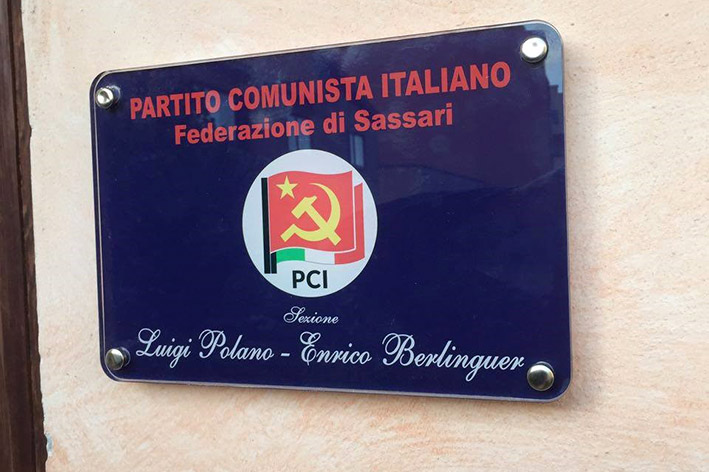 PARTITO COMUNISTA ITALIANO
Federazione di Sassari
PCI
Sezione
Luigi Polano - Enrico Berlinguer